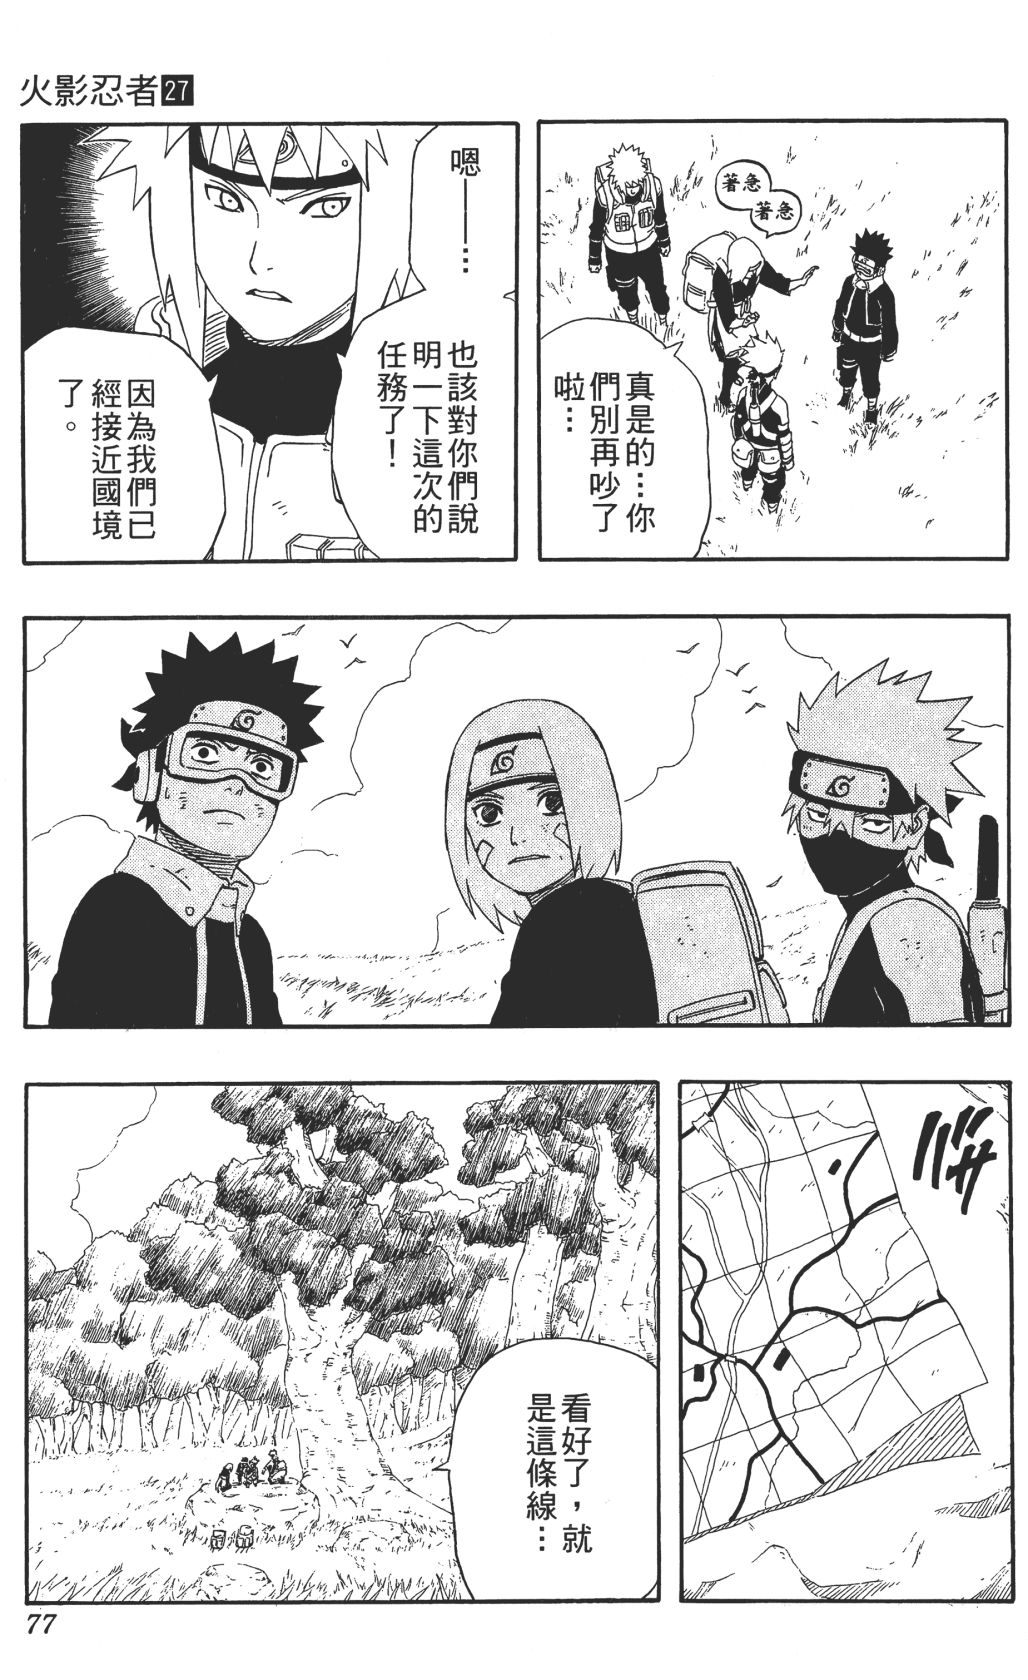 火影忍者27
著急
著急
真是的…你
們別再吵了
啦…
嗯——…
也該對你們說
明一下這次的
任務了！
因為我們已
經接近國境
了。
バサ
看好了，就
是這條線…
77